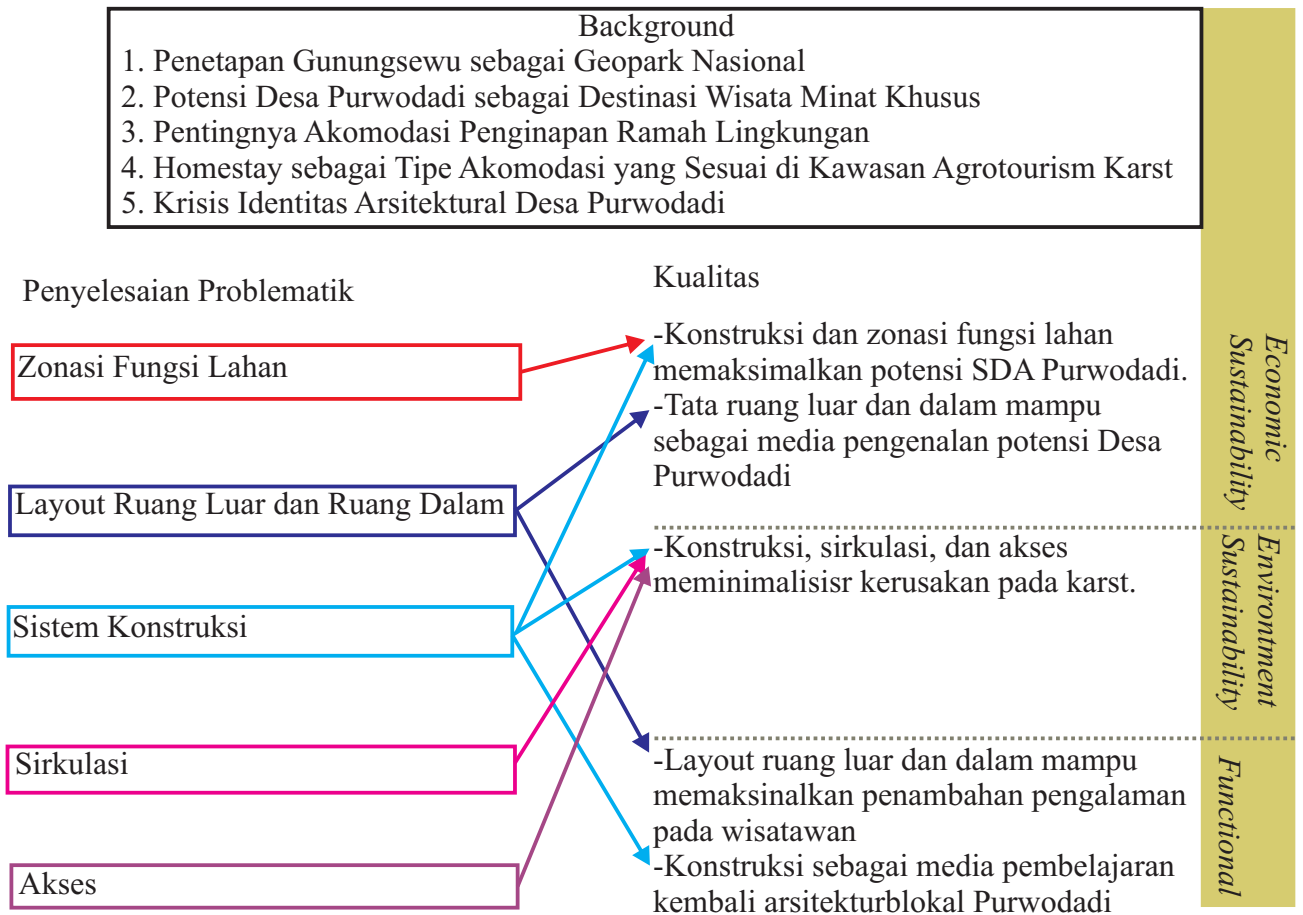 Background
1. Penetapan Gunungsewu sebagai Geopark Nasional
2. Potensi Desa Purwodadi sebagai Destinasi Wisata Minat Khusus
3. Pentingnya Akomodasi Penginapan Ramah Lingkungan
4. Homestay sebagai Tipe Akomodasi yang Sesuai di Kawasan Agrotourism Karst
5. Krisis Identitas Arsitektural Desa Purwodadi
Penyelesaian Problematik
Zonasi Fungsi Lahan
Layout Ruang Luar dan Ruang Dalam
Sistem Konstruksi
Sirkulasi
Akses
Kualitas
-Konstruksi dan zonasi fungsi lahan
memaksimalkan potensi SDA Purwodadi.
-Tata ruang luar dan dalam mampu
sebagai media pengenalan potensi Desa
Purwodadi
-Konstruksi, sirkulasi, dan akses
meminimalisisr kerusakan pada karst.
-Layout ruang luar dan dalam mampu
memaksinalkan penambahan pengalaman
pada wisatawan
-Konstruksi sebagai media pembelajaran
kembali arsitekturblokal Purwodadi
Economic
Sustainability
Environtment
Sustainability
Functional